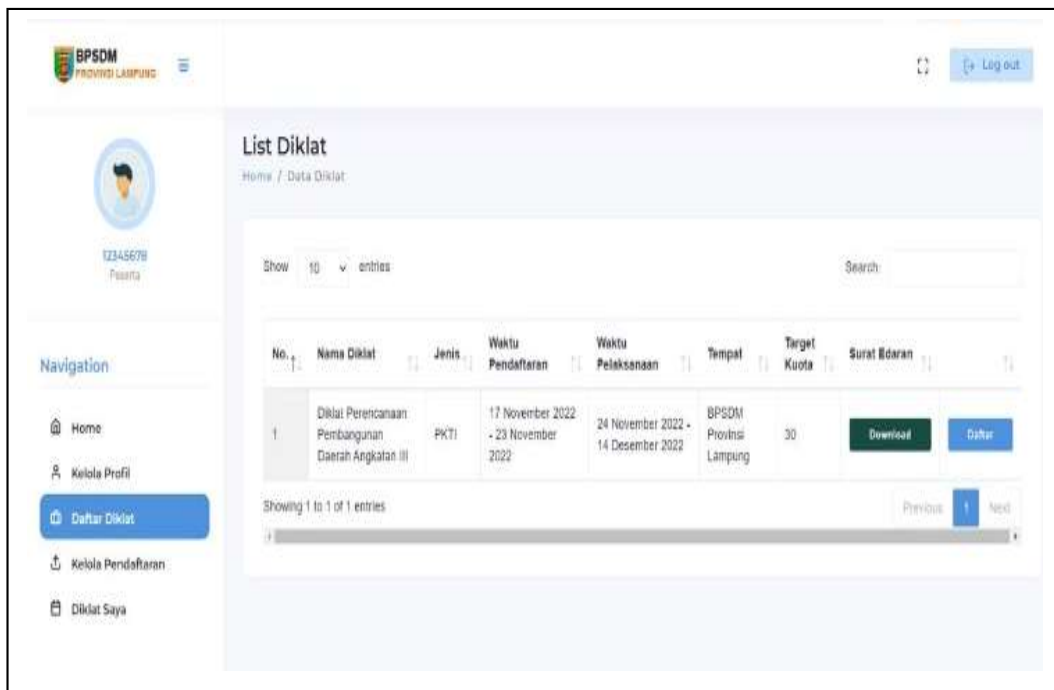 BPSDM
PROVINSI LAMPUNG
Log out
12345678
Peserta
Navigation
Home
Kelola Profil
Daftar Diklat
Kelola Pendaftaran
Diklat Saya
List Diklat
Home / Data Diklat
Show 10 entries
Search:
No. Nama Diklat Jenis Waktu Pendaftaran Waktu Pelaksanaan Tempat Target Kuota Surat Edaran
1 Diklat Perencanaan Pembangunan Daerah Angkatan III PKTI 17 November 2022 - 23 November 2022 24 November 2022 - 14 Desember 2022 BPSDM Provinsi Lampung 30 Download Daftar
Showing 1 to 1 of 1 entries
Previous 1 Next